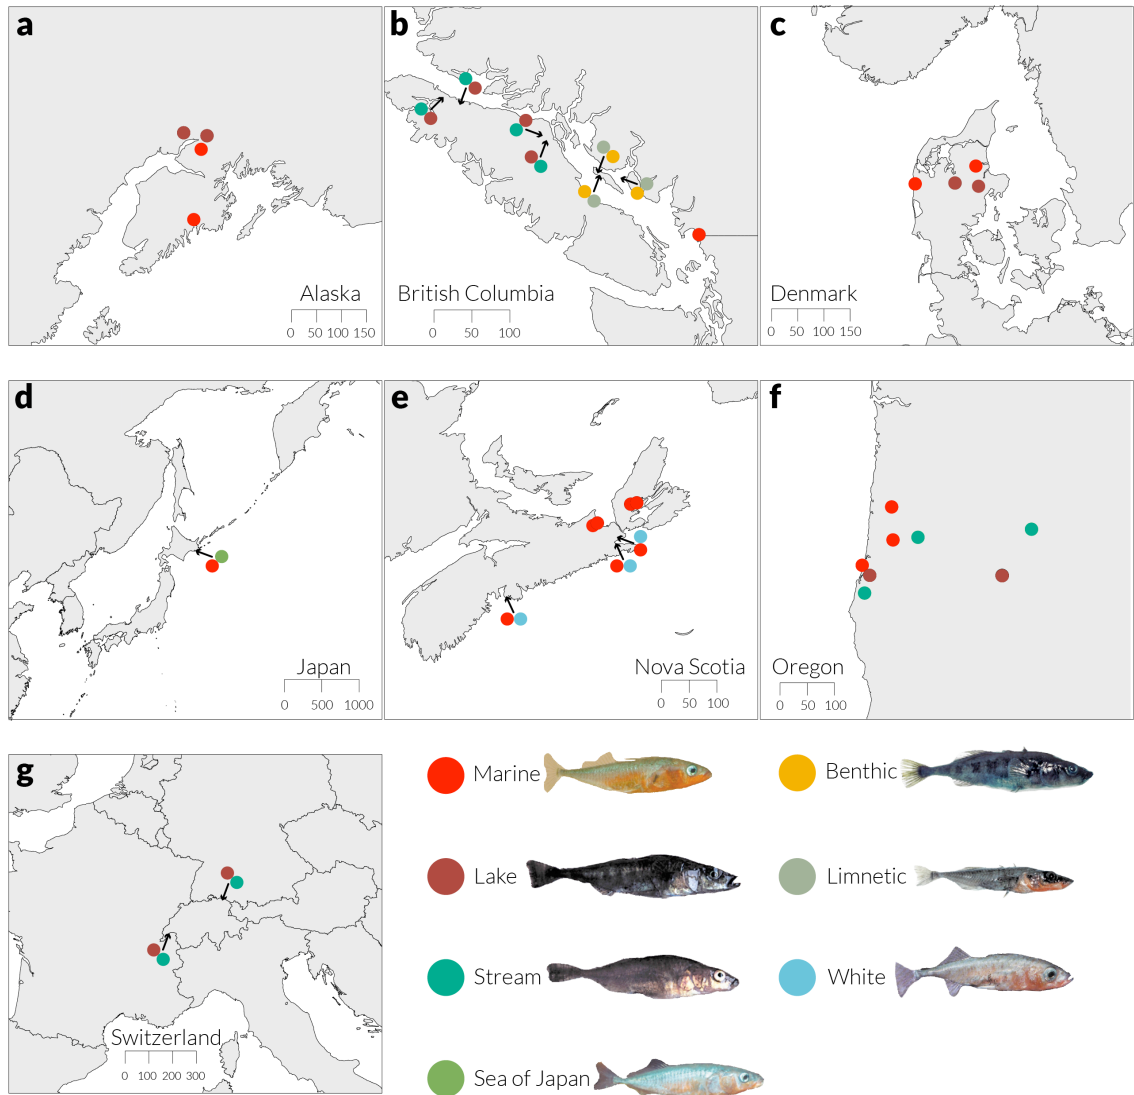 a
b
c
Alaska
0 50 100 150
British Columbia
0 50 100
Denmark
0 50 100 150
d
e
f
Japan
0 500 1000
Nova Scotia
0 50 100
Oregon
0 50 100
g
Switzerland
0 100 200 300
Marine
Benthic
Lake
Limnetic
Stream
White
Sea of Japan